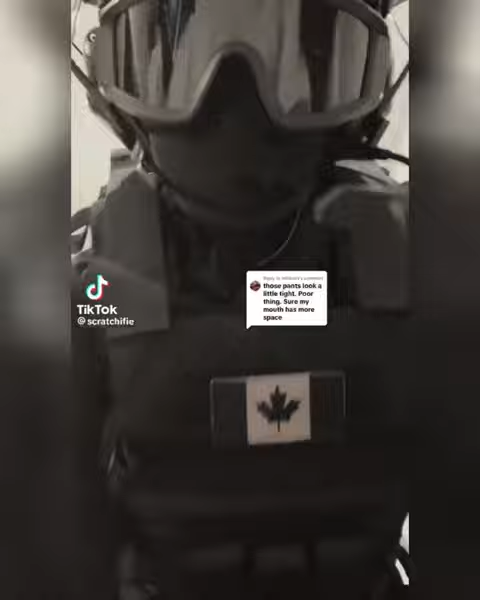 those pants look a
little tight. Poor
thing. Sure my
mouth has more
space
TikTok
@scratchifie